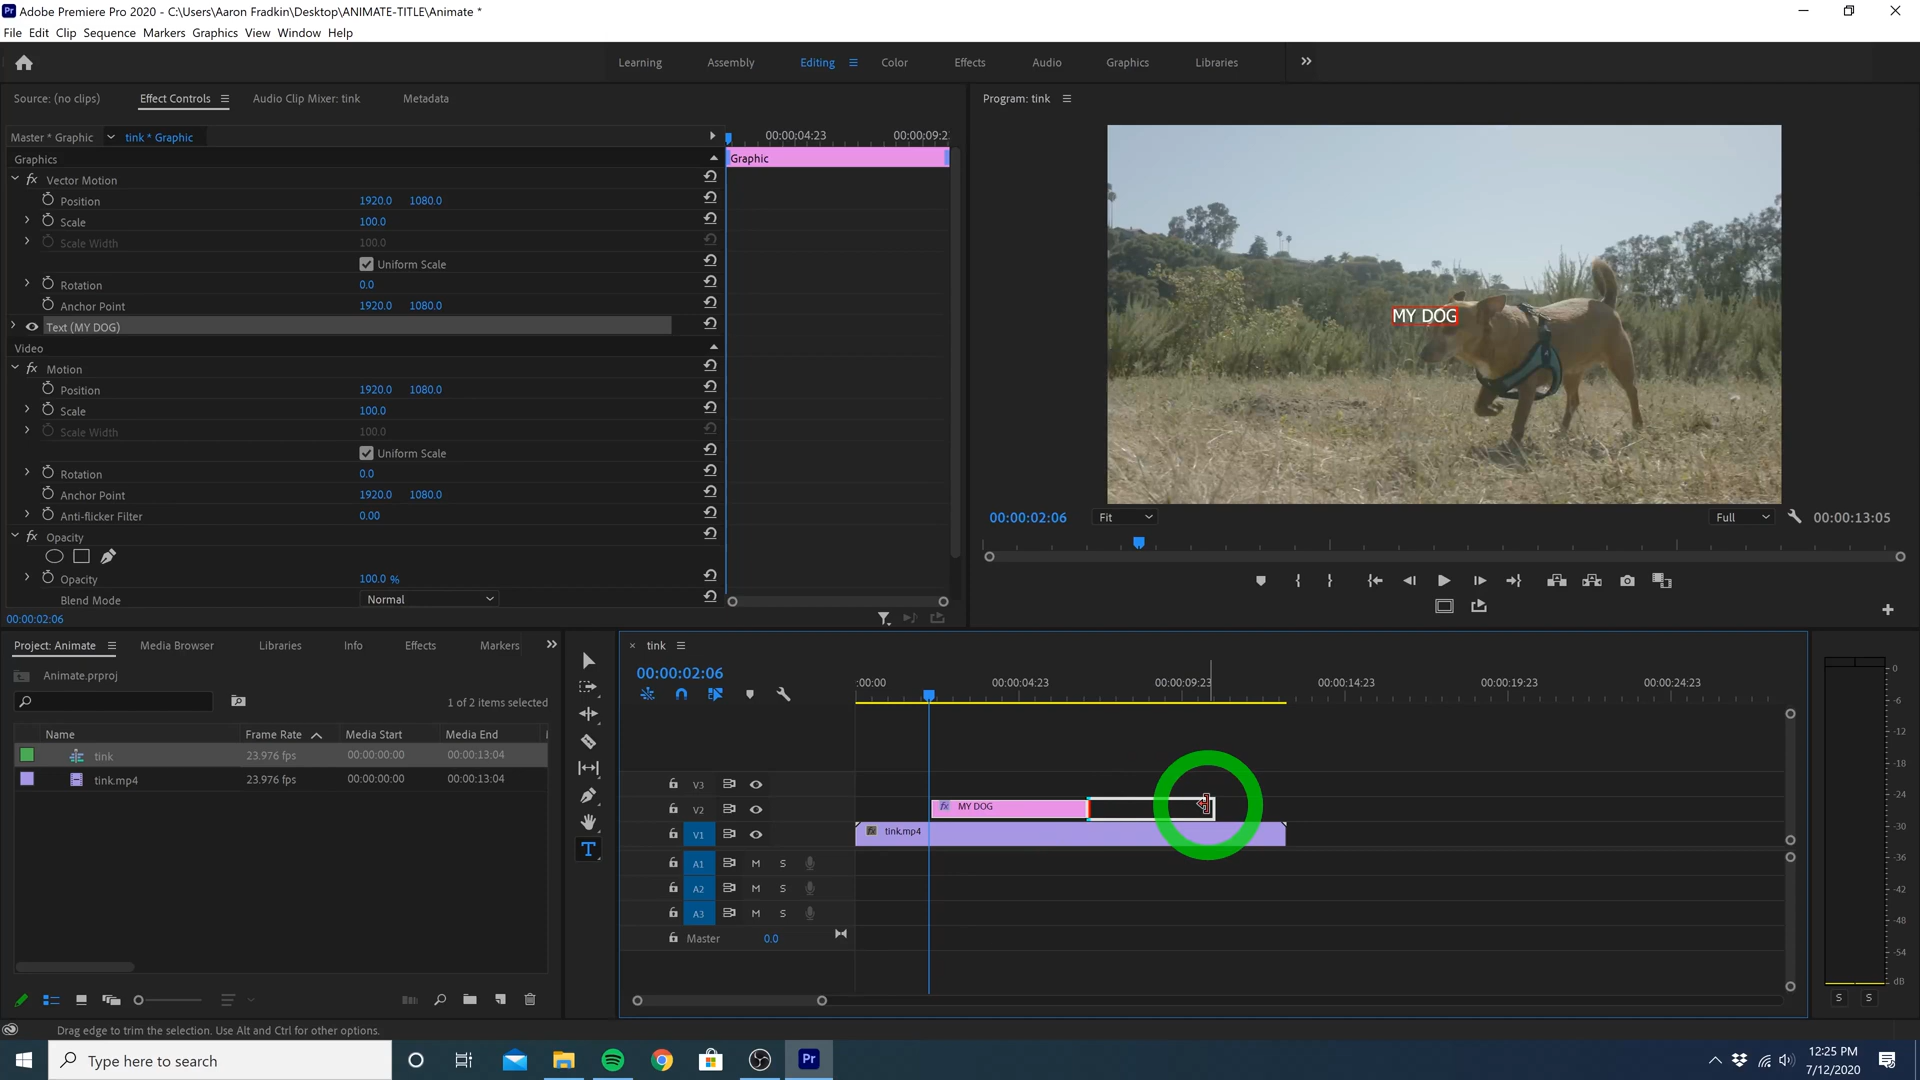 Adobe Premiere Pro 2020 - C:\Users\Aaron Fradkin\Desktop\ANIMATE-TITLE\Animate *
File Edit Clip Sequence Markers Graphics View Window Help
Learning Assembly Editing Color Effects Audio Graphics Libraries
Source: (no clips) Effect Controls Audio Clip Mixer: tink Metadata
Program: tink
Master * Graphic tink * Graphic
00:00:04:23 00:00:09:2
Graphics
Graphic
Vector Motion
Position 1920.0 1080.0
Scale 100.0
Scale Width 100.0
Uniform Scale
Rotation 0.0
Anchor Point 1920.0 1080.0
Text (MY DOG)
Video
Motion
Position 1920.0 1080.0
Scale 100.0
Scale Width 100.0
Uniform Scale
Rotation 0.0
Anchor Point 1920.0 1080.0
Anti-flicker Filter 0.00
Opacity
Opacity 100.0 %
Blend Mode Normal
00:00:02:06
MY DOG
00:00:02:06 Fit Full 00:00:13:05
Project: Animate Media Browser Libraries Info Effects Markers
Animate.prproj
1 of 2 items selected
Name Frame Rate Media Start Media End
tink 23.976 fps 00:00:00:00 00:00:13:04
tink.mp4 23.976 fps 00:00:00:00 00:00:13:04
tink
00:00:02:06
:00:00 00:00:04:23 00:00:09:23 00:00:14:23 00:00:19:23 00:00:24:23
V3
V2 MY DOG
V1 tink.mp4
A1 M S
A2 M S
A3 M S
Master 0.0
0
-6
-12
-18
-24
-30
-36
-42
-48
-54
dB
S S
Drag edge to trim the selection. Use Alt and Ctrl for other options.
Type here to search
Pr
12:25 PM
7/12/2020